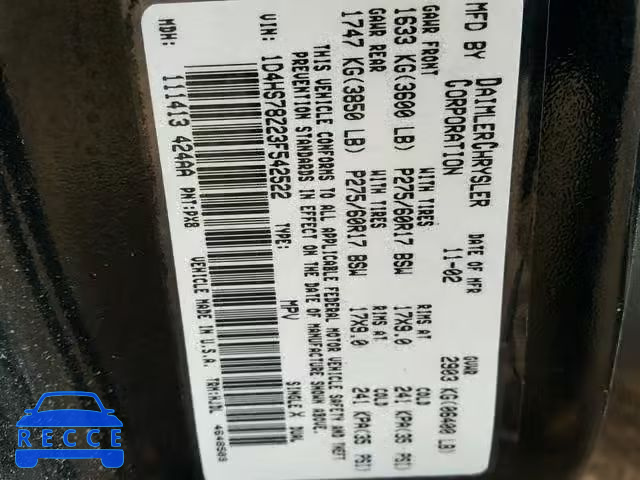 MFD BY DAIMLERCHRYSLER CORPORATION
DATE OF MFR 11-02
GVWR 2903 KG(06400 LB)
GAWR FRONT WITH TIRES RIMS AT COLD
1633 KG(3600 LB) P275/60R17 BSW 17X9.0 241 KPA(35 PSI)
GAWR REAR WITH TIRES RIMS AT COLD
1747 KG(3850 LB) P275/60R17 BSW 17X9.0 241 KPA(35 PSI)
THIS VEHICLE CONFORMS TO ALL APPLICABLE FEDERAL MOTOR VEHICLE SAFETY AND THEFT
PREVENTION STANDARDS IN EFFECT ON THE DATE OF MANUFACTURE SHOWN ABOVE.
VIN: 1D4HS78Z23F542522 TYPE: MPV SINGLE X DUAL
MDH: 111413 424AA PNT:PX8 VEHICLE MADE IN U.S.A. 4648509
RECCE